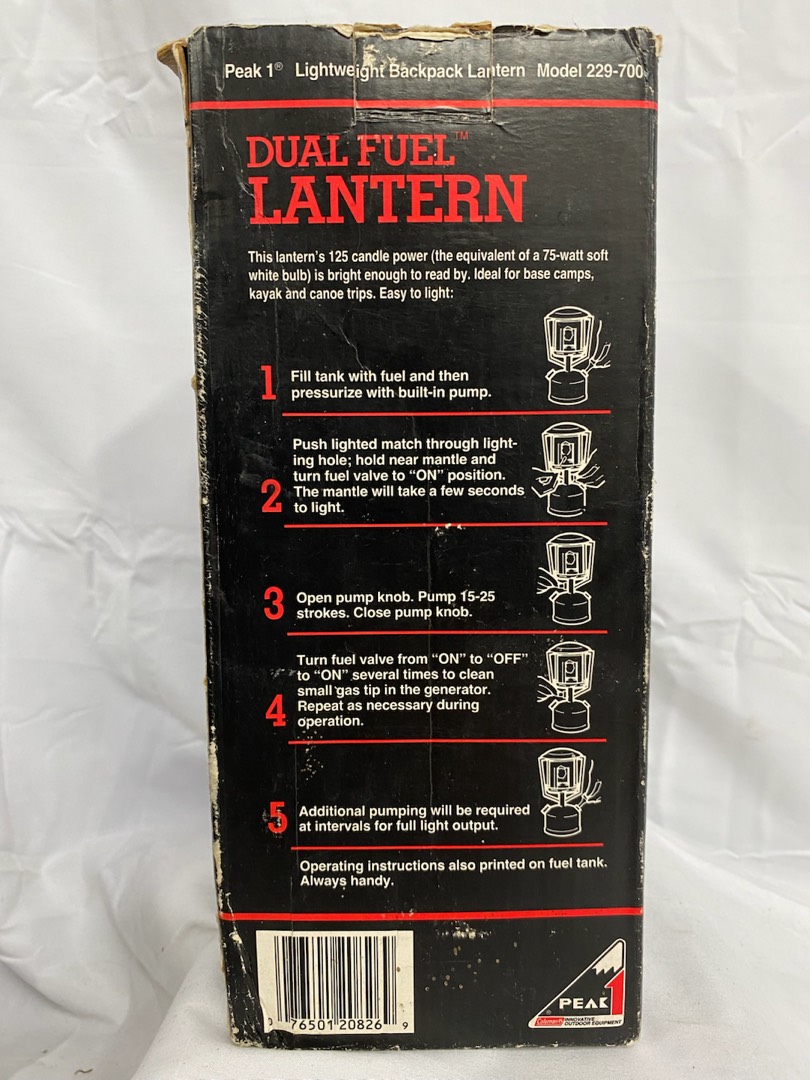 Peak 1® Lightweight Backpack Lantern Model 229-700
DUAL FUEL™
LANTERN
This lantern's 125 candle power (the equivalent of a 75-watt soft
white bulb) is bright enough to read by. Ideal for base camps,
kayak and canoe trips. Easy to light:
1 Fill tank with fuel and then
pressurize with built-in pump.
2 Push lighted match through light-
ing hole; hold near mantle and
turn fuel valve to “ON” position.
The mantle will take a few seconds
to light.
3 Open pump knob. Pump 15-25
strokes. Close pump knob.
4 Turn fuel valve from “ON” to “OFF”
to “ON” several times to clean
small gas tip in the generator.
Repeat as necessary during
operation.
5 Additional pumping will be required
at intervals for full light output.
Operating instructions also printed on fuel tank.
Always handy.
0 76501 20826 9
PEAK 1
Coleman INNOVATIVE
OUTDOOR EQUIPMENT